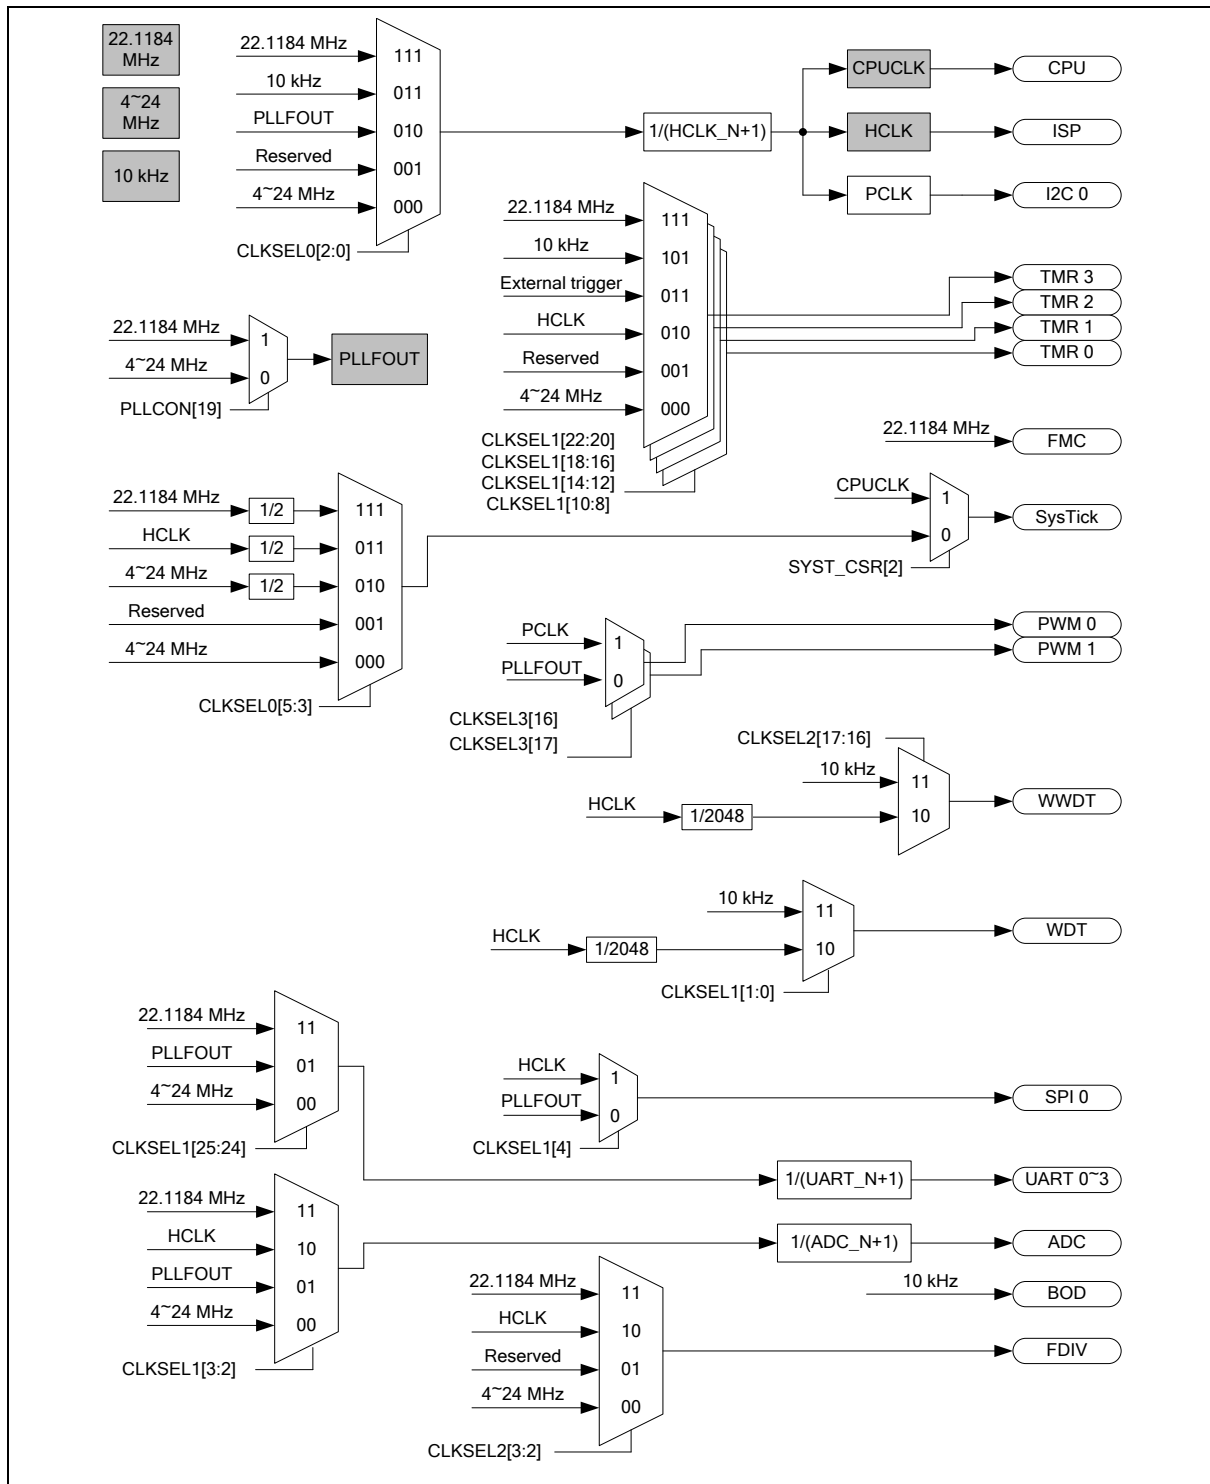 22.1184
MHz
4~24
MHz
10 kHz
22.1184 MHz
111
10 kHz
011
PLLFOUT
010
Reserved
001
4~24 MHz
000
CLKSEL0[2:0]
1/(HCLK_N+1)
CPUCLK
CPU
HCLK
ISP
PCLK
I2C 0
22.1184 MHz
111
10 kHz
101
External trigger
011
HCLK
010
Reserved
001
4~24 MHz
000
CLKSEL1[22:20]
CLKSEL1[18:16]
CLKSEL1[14:12]
CLKSEL1[10:8]
TMR 3
TMR 2
TMR 1
TMR 0
22.1184 MHz
1
4~24 MHz
0
PLLCON[19]
PLLFOUT
22.1184 MHz
FMC
22.1184 MHz
1/2
111
HCLK
1/2
011
4~24 MHz
1/2
010
Reserved
001
4~24 MHz
000
CLKSEL0[5:3]
CPUCLK
1
0
SYST_CSR[2]
SysTick
PCLK
1
PLLFOUT
0
CLKSEL3[16]
CLKSEL3[17]
PWM 0
PWM 1
CLKSEL2[17:16]
10 kHz
11
HCLK
1/2048
10
WWDT
10 kHz
11
HCLK
1/2048
10
CLKSEL1[1:0]
WDT
22.1184 MHz
11
PLLFOUT
01
4~24 MHz
00
CLKSEL1[25:24]
HCLK
1
PLLFOUT
0
CLKSEL1[4]
SPI 0
1/(UART_N+1)
UART 0~3
22.1184 MHz
11
HCLK
10
PLLFOUT
01
4~24 MHz
00
CLKSEL1[3:2]
1/(ADC_N+1)
ADC
10 kHz
BOD
22.1184 MHz
11
HCLK
10
Reserved
01
4~24 MHz
00
CLKSEL2[3:2]
FDIV